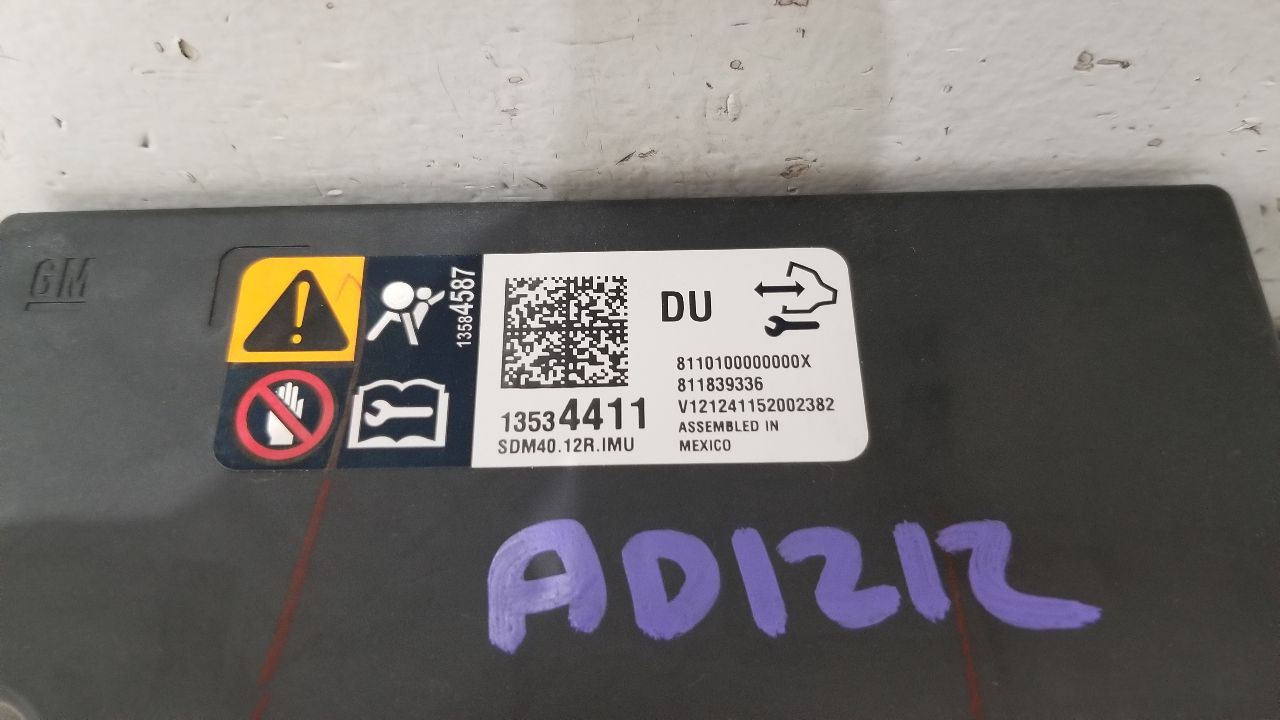 GM
13584587
DU
13534411
SDM40.12R.IMU
8110100000000X
811839336
V121241152002382
ASSEMBLED IN
MEXICO
AD1212